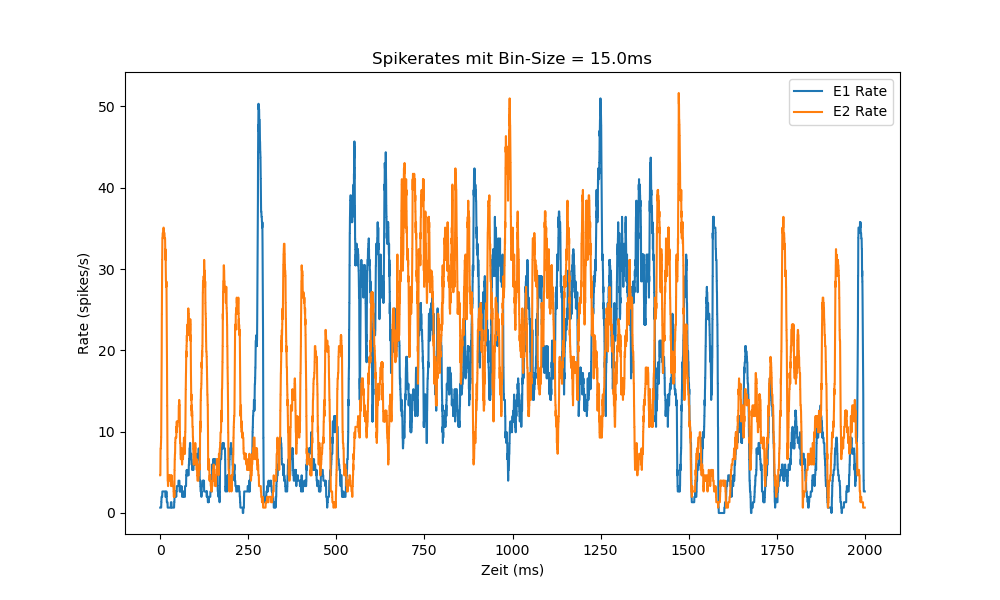 Spikerates mit Bin-Size = 15.0ms
E1 Rate
E2 Rate
Rate (spikes/s)
50
40
30
20
10
0
0 250 500 750 1000 1250 1500 1750 2000
Zeit (ms)